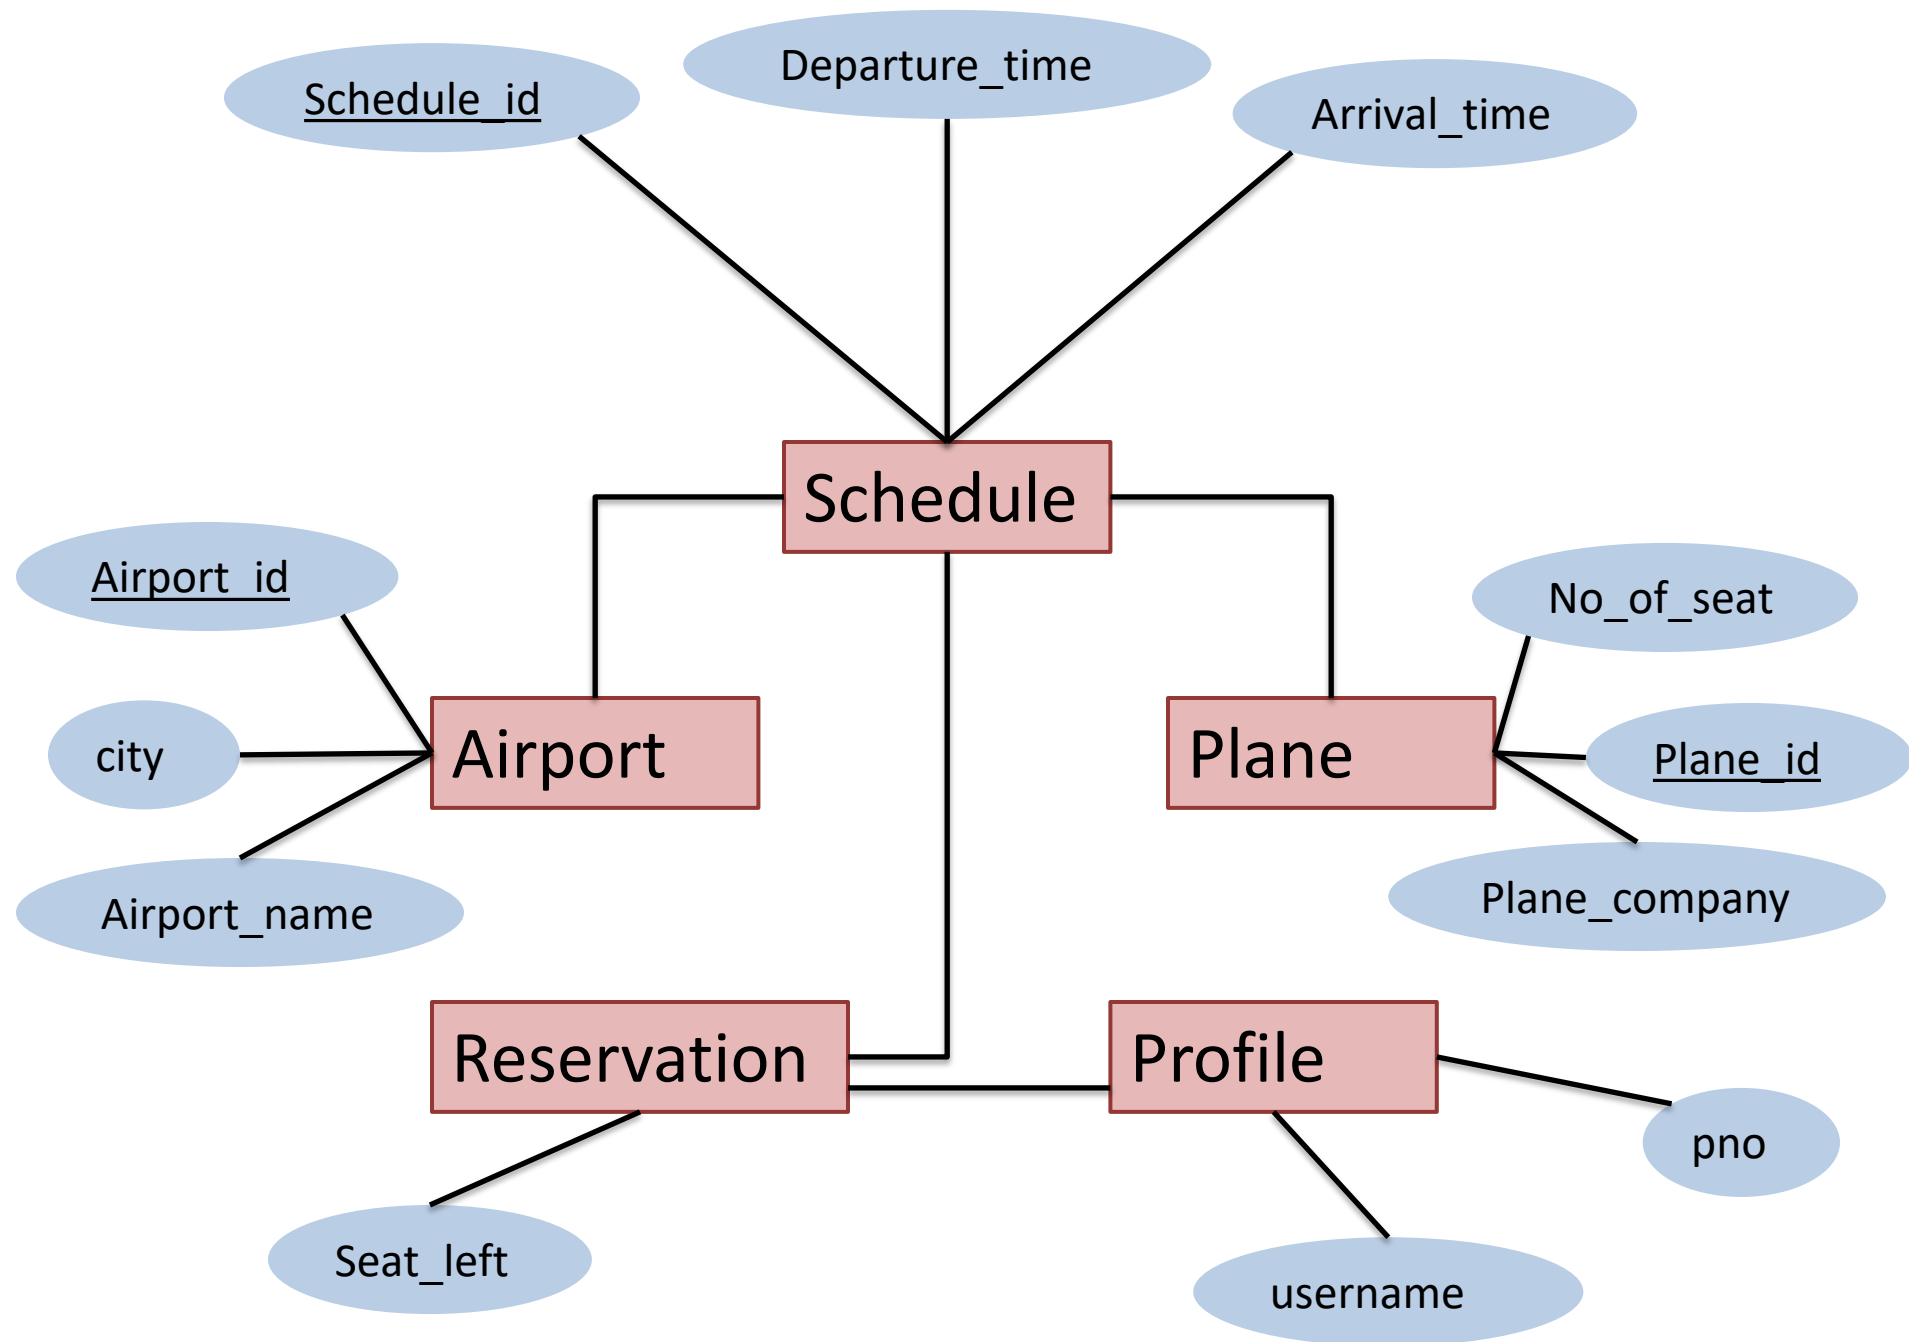 Departure_time
Schedule_id
Arrival_time
Schedule
Airport_id
No_of_seat
city
Airport
Plane
Plane_id
Airport_name
Plane_company
Reservation
Profile
pno
Seat_left
username